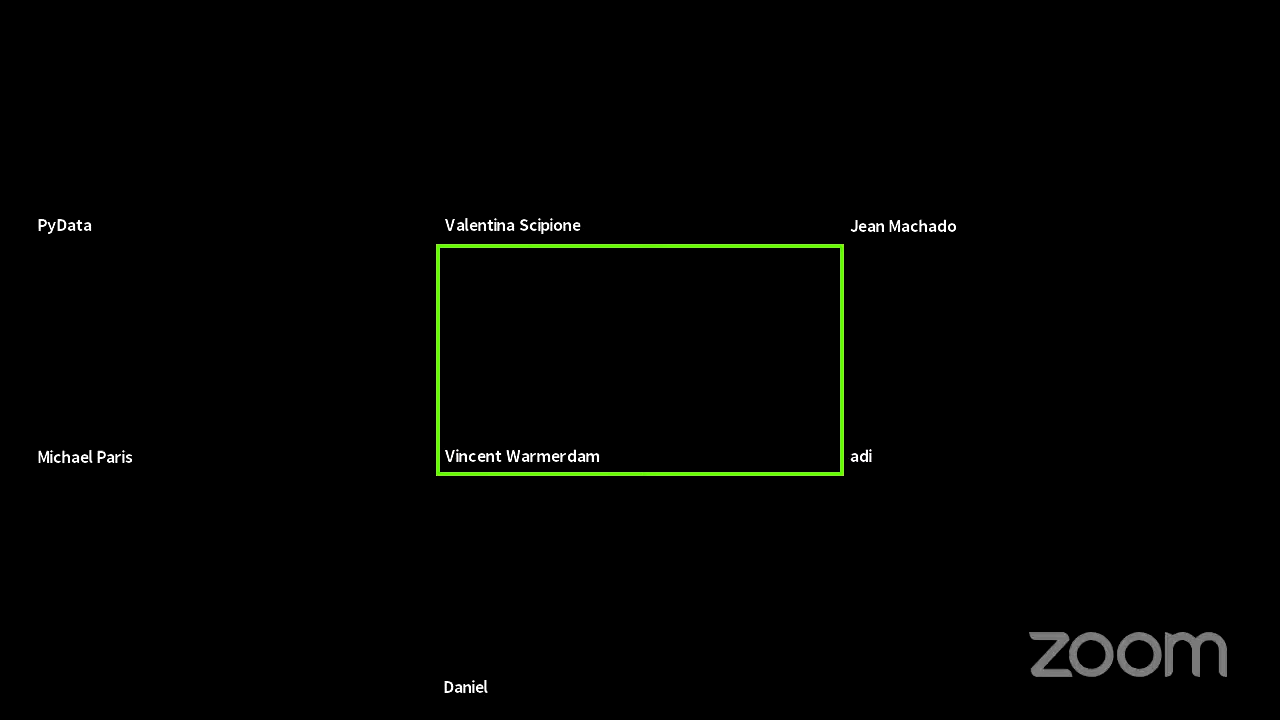 PyData
Valentina Scipione
Jean Machado
Michael Paris
Vincent Warmerdam
adi
Daniel
zoom